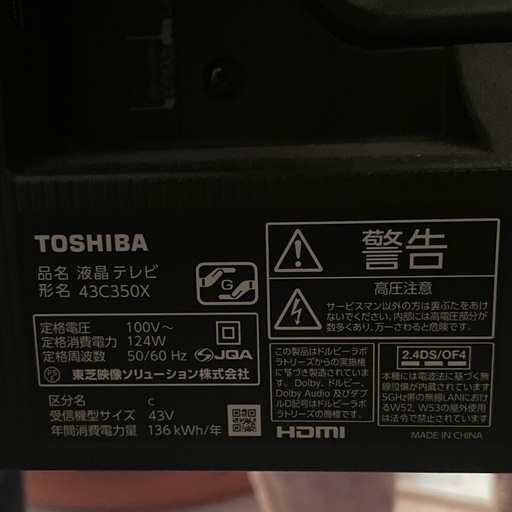 TOSHIBA
品名 液晶テレビ
形名 43C350X
G
定格電圧 100V～
定格消費電力 124W
定格周波数 50/60 Hz
JQA
PS
E
東芝映像ソリューション株式会社
区分名 c
受信機型サイズ 43V
年間消費電力量 136 kWh/年
警告
高圧注意
サービスマン以外の方は裏ぶたをあけ
ないでください。内部には高電圧部分が
数多くあり、万一さわると危険です。
この製品はドルビーラボ
ラトリーズからの実施権
に基づき製造されていま
す。Dolby、ドルビー、
Dolby Audio 及びダブ
ルD記号はドルビーラボ
ラトリーズの商標です。
HDMI
2.4DS/OF4
本機には電波法に基づく無
線設備が内蔵されています
5GHz帯の無線LANにおけ
るW52, W53の屋外使用
は法令で禁止されています
MADE IN CHINA